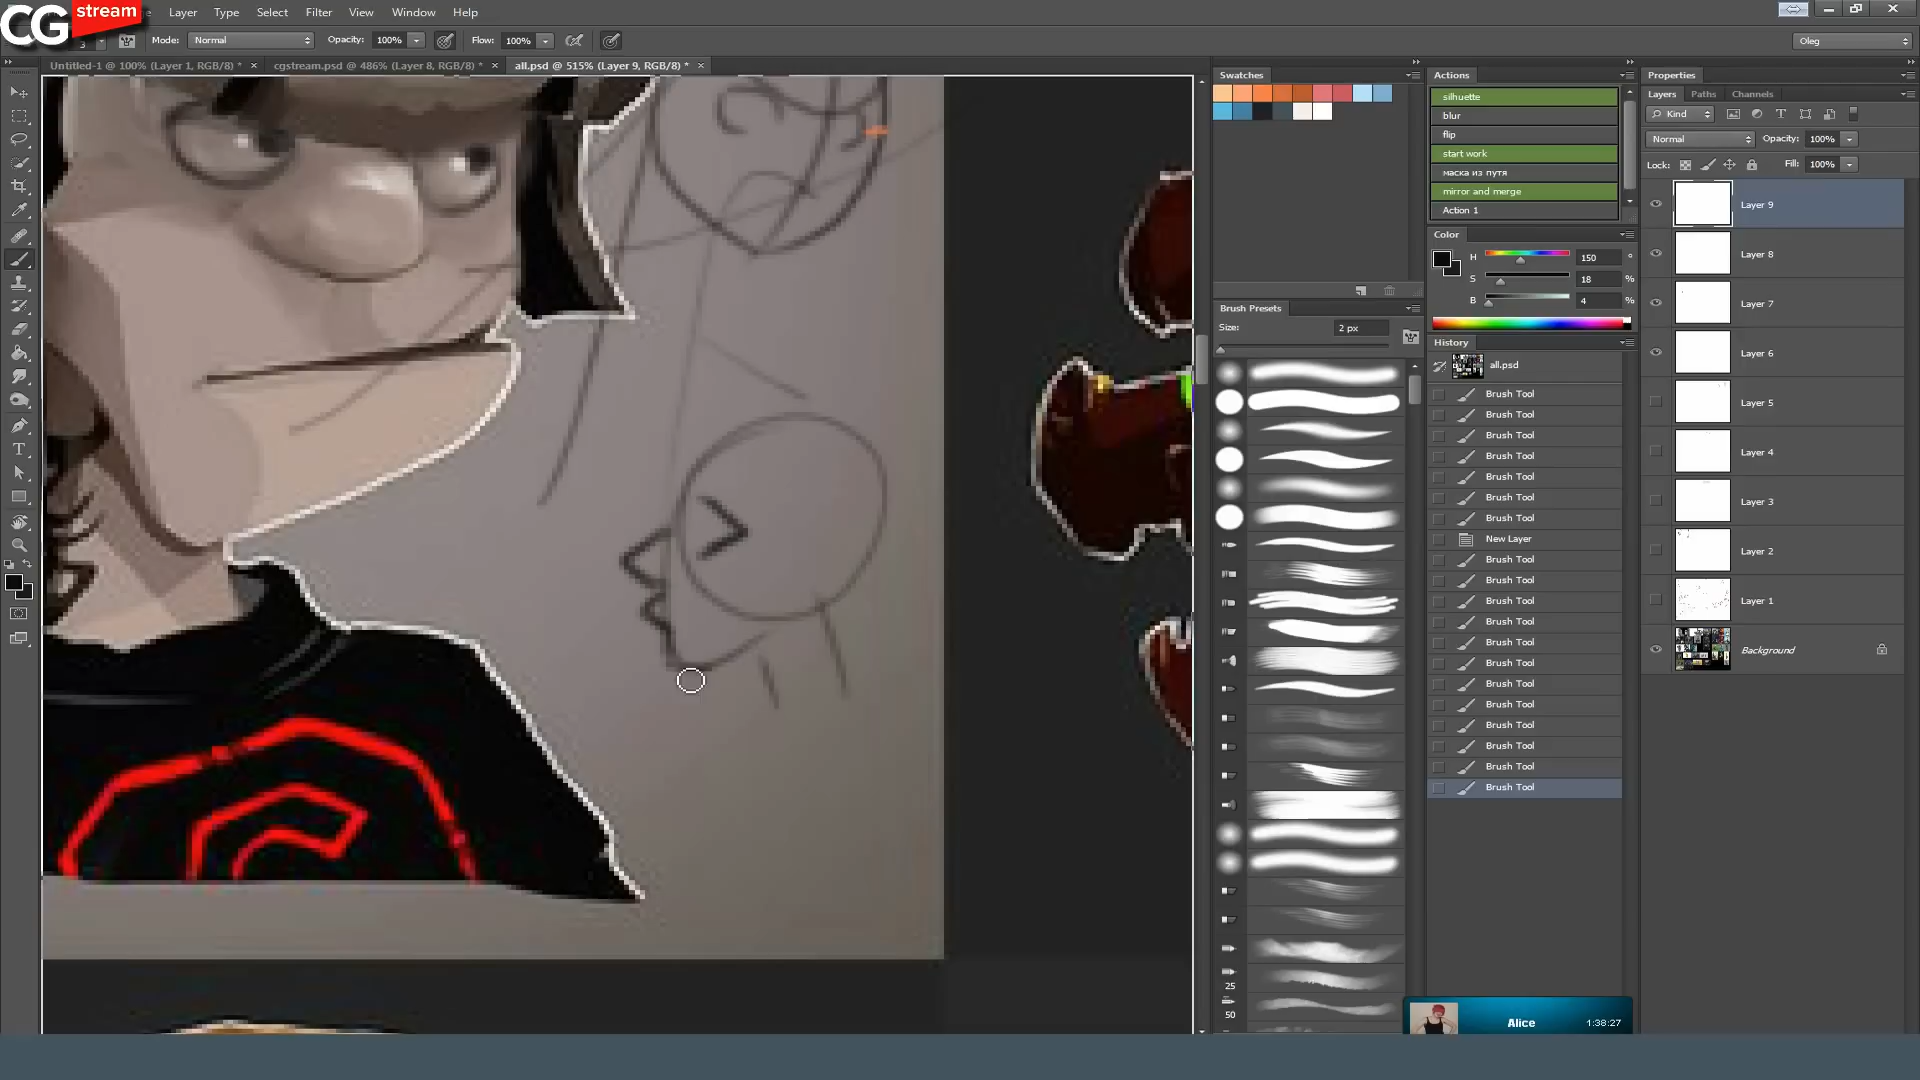 CG stream
Layer Type Select Filter View Window Help
3 Mode: Normal Opacity: 100% Flow: 100% Oleg
Untitled-1 @ 100% (Layer 1, RGB/8) * × cgstream.psd @ 486% (Layer 8, RGB/8) * × all.psd @ 515% (Layer 9, RGB/8) * ×
Swatches
Brush Presets
Size: 2 px
25
50
Actions
silhuette
blur
flip
start work
маска из путя
mirror and merge
Action 1
Color
H 150 °
S 18 %
B 4 %
History
all.psd
Brush Tool
Brush Tool
Brush Tool
Brush Tool
Brush Tool
Brush Tool
Brush Tool
New Layer
Brush Tool
Brush Tool
Brush Tool
Brush Tool
Brush Tool
Brush Tool
Brush Tool
Brush Tool
Brush Tool
Brush Tool
Brush Tool
Brush Tool
Properties
Layers Paths Channels
Kind
Normal Opacity: 100%
Lock: Fill: 100%
Layer 9
Layer 8
Layer 7
Layer 6
Layer 5
Layer 4
Layer 3
Layer 2
Layer 1
Background
Alice 1:38:27